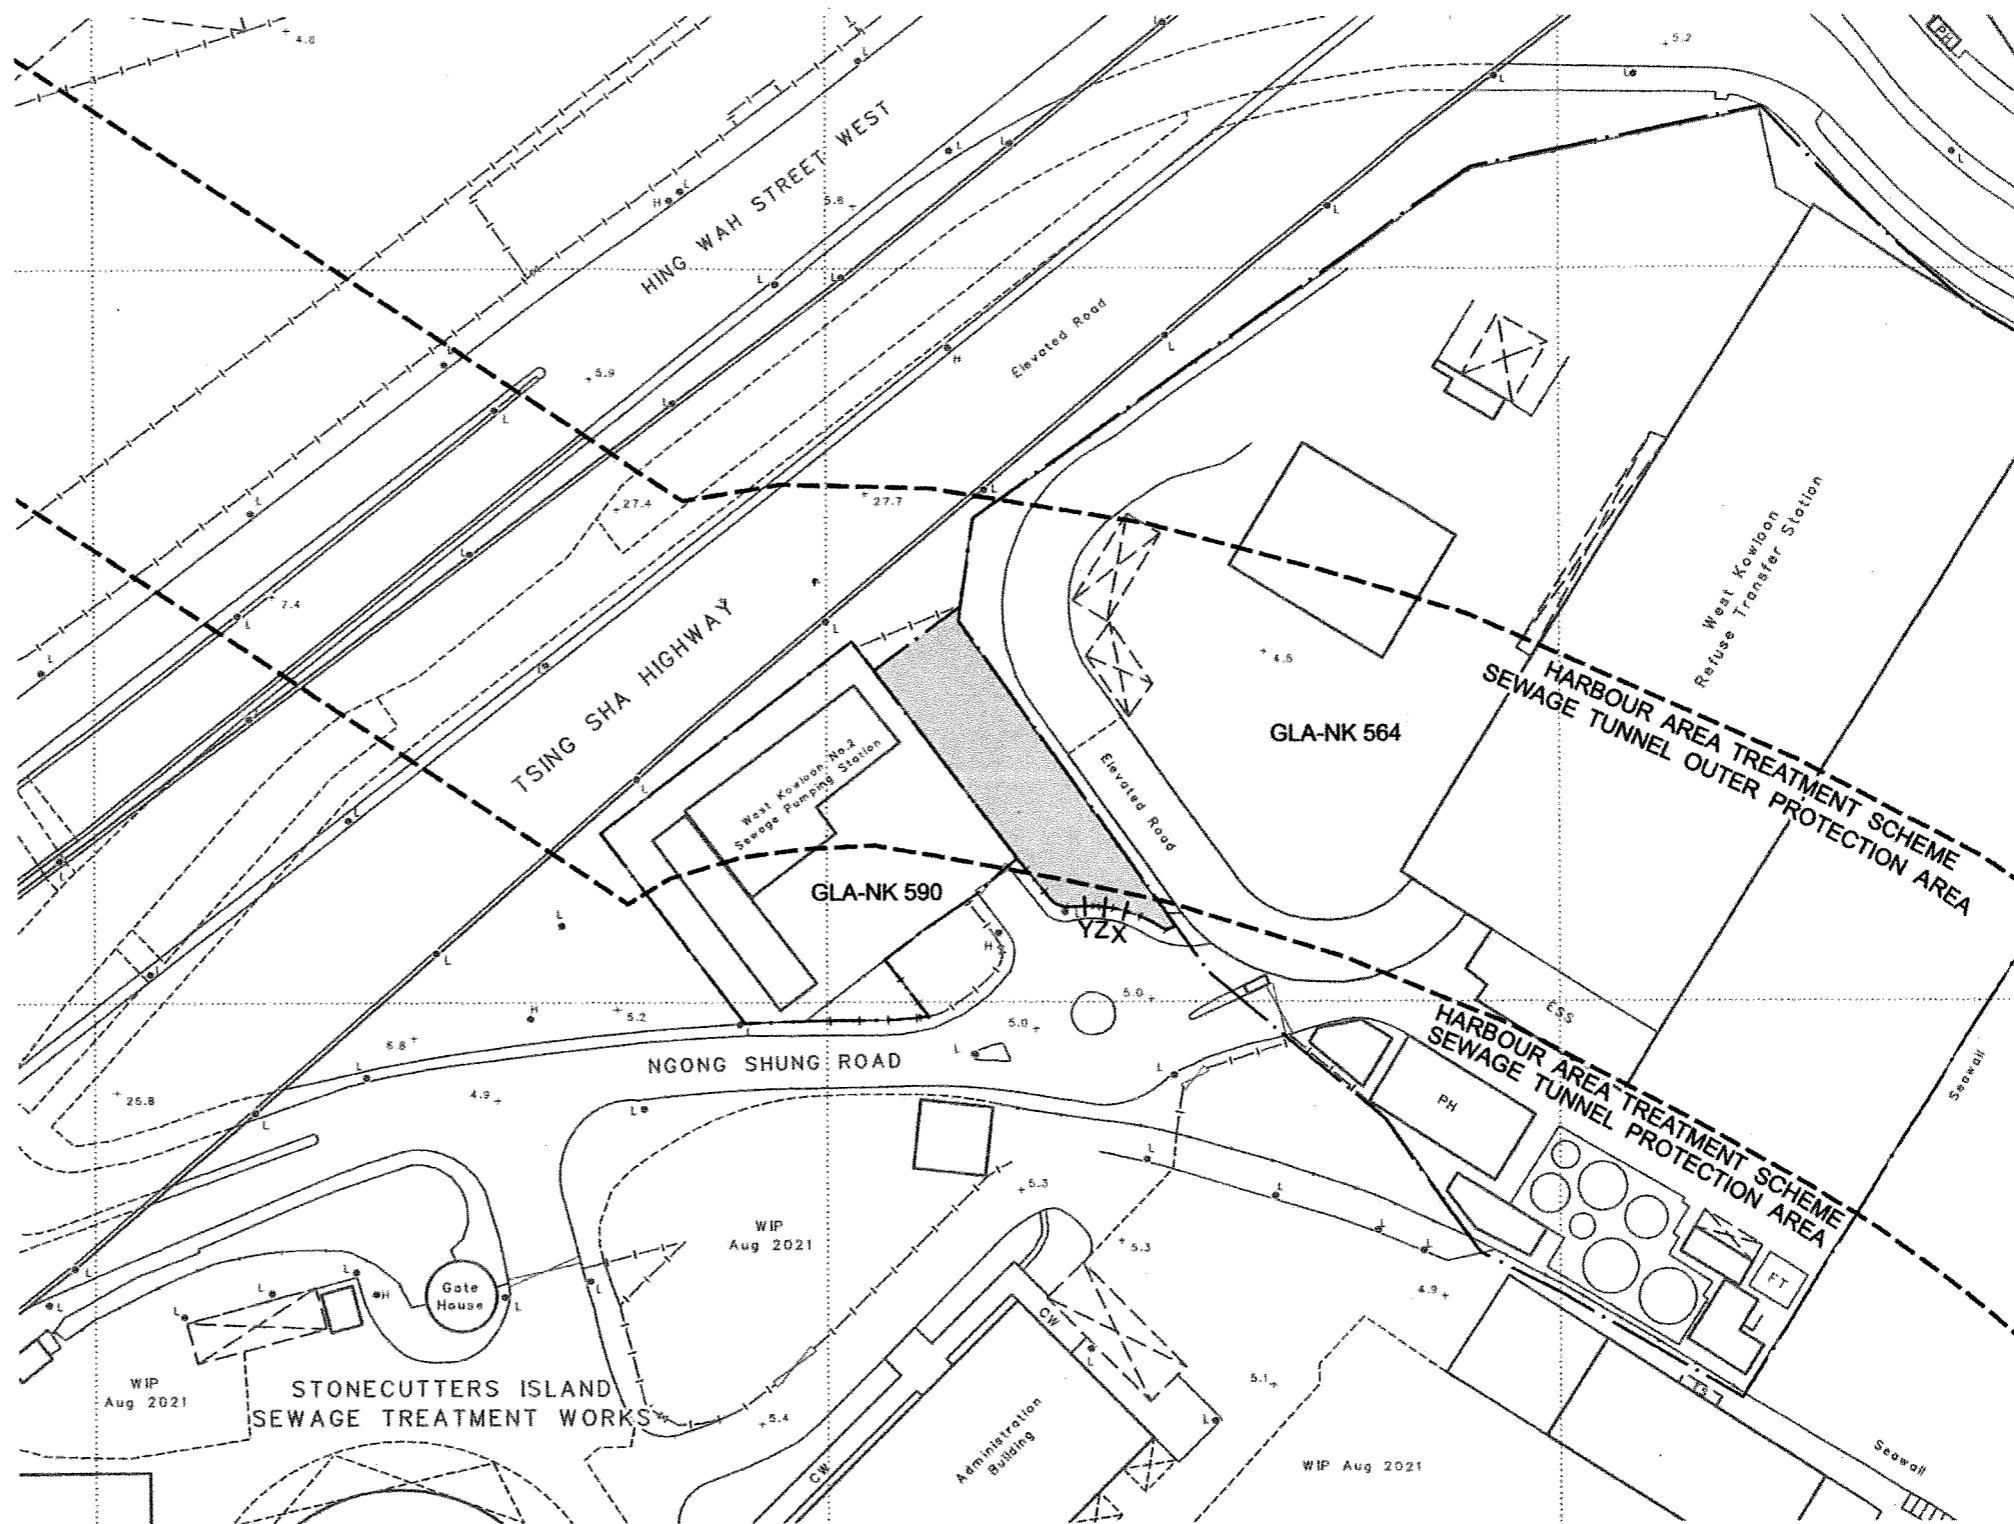 4.8
5.2
PH
HING WAH STREET WEST
5.8
H
Elevated Road
5.9
H
27.4
27.7
West Kowloon
Refuse Transfer Station
7.4
TSING SHA HIGHWAY
4.5
HARBOUR AREA TREATMENT SCHEME
SEWAGE TUNNEL OUTER PROTECTION AREA
GLA-NK 564
West Kowloon No.2
Sewage Pumping Station
Elevated Road
GLA-NK 590
YZX
H
H
5.2
5.0
5.0
ESS
HARBOUR AREA TREATMENT SCHEME
SEWAGE TUNNEL PROTECTION AREA
6.8
NGONG SHUNG ROAD
25.8
4.9
PH
Seawall
5.3
WIP
Aug 2021
5.3
FT
4.9
Gate
House
H
WIP
Aug 2021
STONECUTTERS ISLAND
SEWAGE TREATMENT WORKS
CW
5.1
5.4
Administration
Building
CW
WIP Aug 2021
Seawall